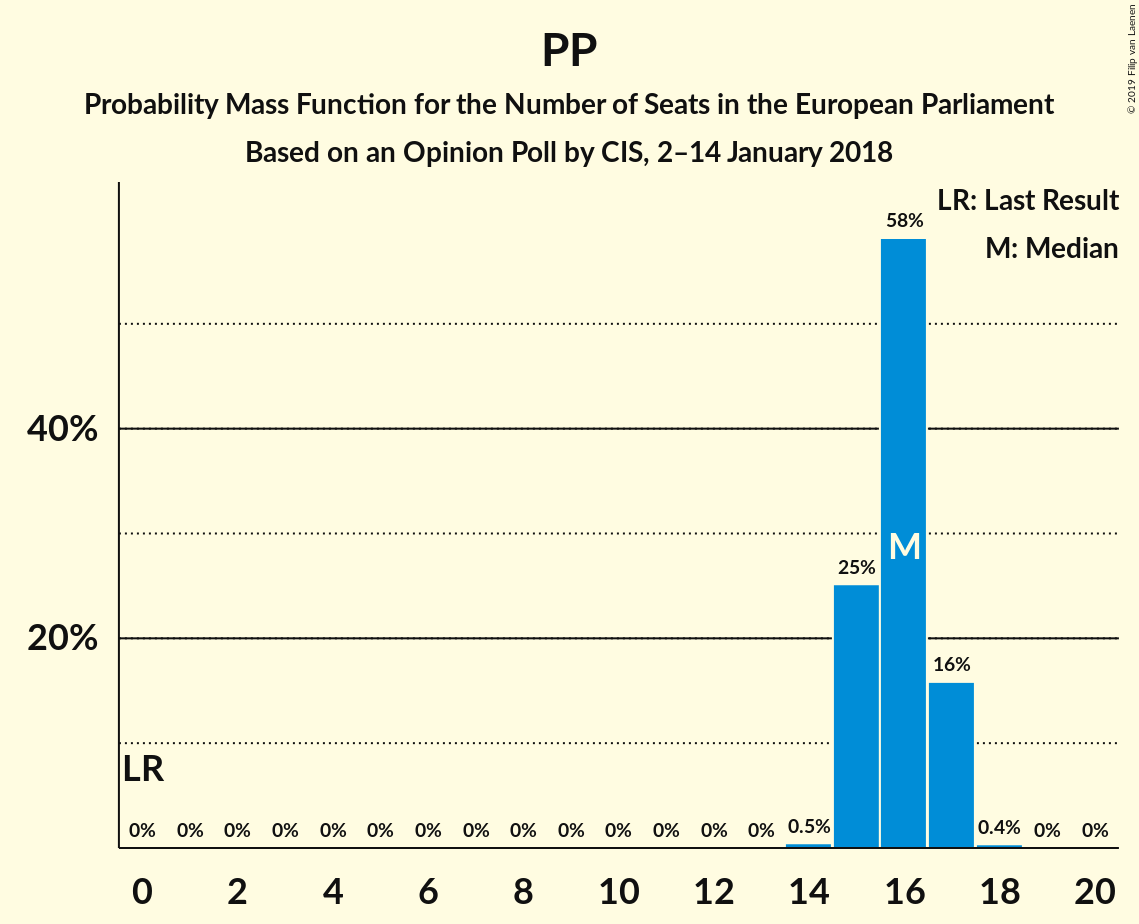 PP
Probability Mass Function for the Number of Seats in the European Parliament
Based on an Opinion Poll by CIS, 2–14 January 2018
© 2019 Filip van Laenen
LR: Last Result
M: Median
58%
40%
M
25%
20%
16%
LR
0% 0% 0% 0% 0% 0% 0% 0% 0% 0% 0% 0% 0% 0% 0.5% 0.4% 0% 0%
0 2 4 6 8 10 12 14 16 18 20